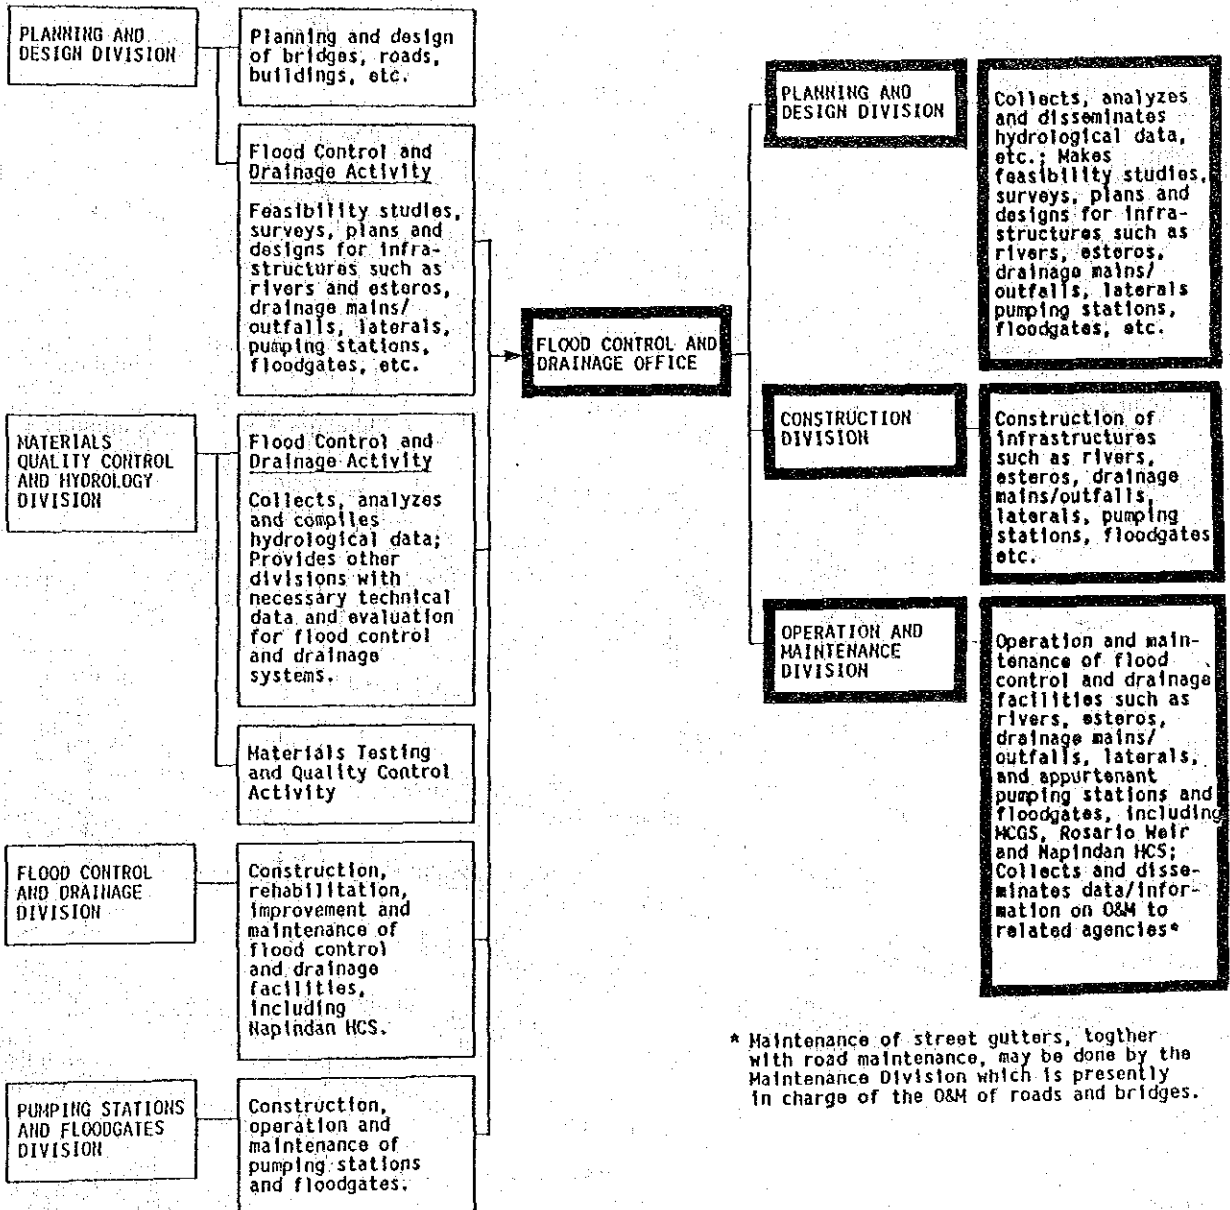 PLANNING AND
DESIGN DIVISION
Planning and design
of bridges, roads,
buildings, etc.
Flood Control and
Drainage Activity
Feasibility studies,
surveys, plans and
designs for infra-
structures such as
rivers and esteros,
drainage mains/
outfalls, laterals,
pumping stations,
floodgates, etc.
MATERIALS
QUALITY CONTROL
AND HYDROLOGY
DIVISION
Flood Control and
Drainage Activity
Collects, analyzes
and compiles
hydrological data;
Provides other
divisions with
necessary technical
data and evaluation
for flood control
and drainage
systems.
Materials Testing
and Quality Control
Activity
FLOOD CONTROL
AND DRAINAGE
DIVISION
Construction,
rehabilitation,
improvement and
maintenance of
flood control
and drainage
facilities,
including
Napindan HCS.
PUMPING STATIONS
AND FLOODGATES
DIVISION
Construction,
operation and
maintenance of
pumping stations
and floodgates.
FLOOD CONTROL AND
DRAINAGE OFFICE
PLANNING AND
DESIGN DIVISION
Collects, analyzes
and disseminates
hydrological data,
etc.; Makes
feasibility studies,
surveys, plans and
designs for infra-
structures such as
rivers, esteros,
drainage mains/
outfalls, laterals
pumping stations,
floodgates, etc.
CONSTRUCTION
DIVISION
Construction of
infrastructures
such as rivers,
esteros, drainage
mains/outfalls,
laterals, pumping
stations, floodgates
etc.
OPERATION AND
MAINTENANCE
DIVISION
Operation and main-
tenance of flood
control and drainage
facilities such as
rivers, esteros,
drainage mains/
outfalls, laterals,
and appurtenant
pumping stations and
floodgates, including
MCGS, Rosario Weir
and Napindan HCS;
Collects and disse-
minates data/infor-
mation on O&M to
related agencies*
* Maintenance of street gutters, togther
with road maintenance, may be done by the
Maintenance Division which is presently
in charge of the O&M of roads and bridges.